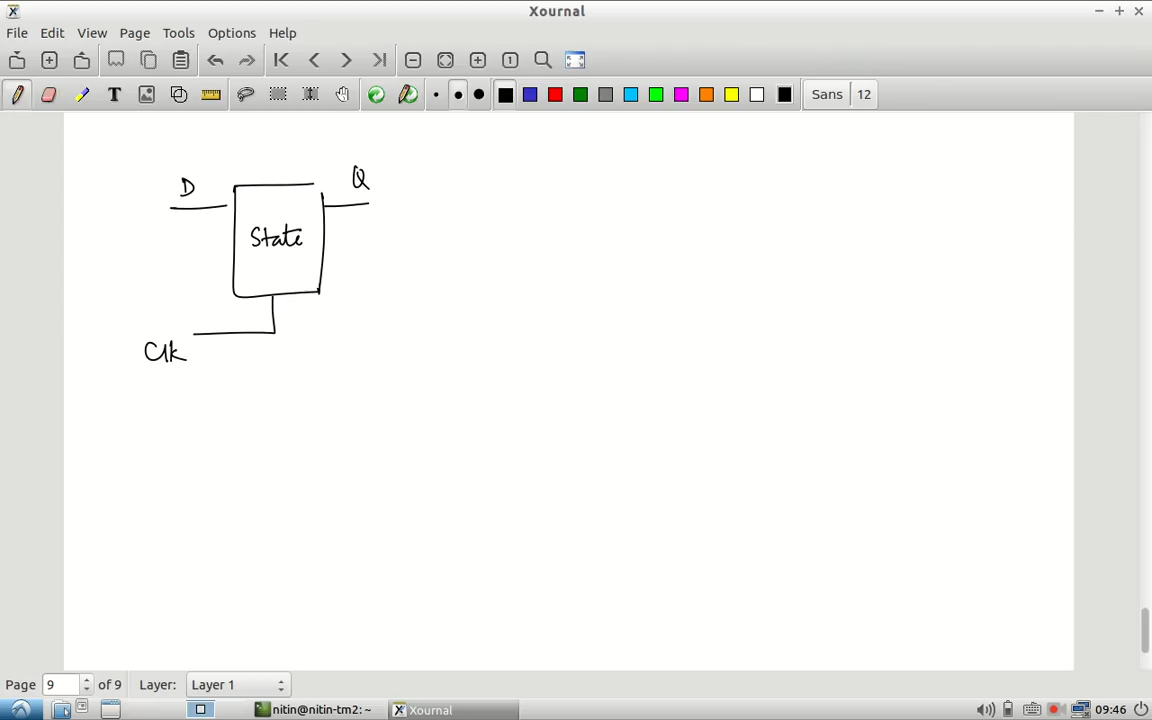 Xournal
File Edit View Page Tools Options Help
Sans 12
D Q
State
Clk
Page 9 of 9 Layer: Layer 1
nitin@nitin-tm2: ~ Xournal 09:46